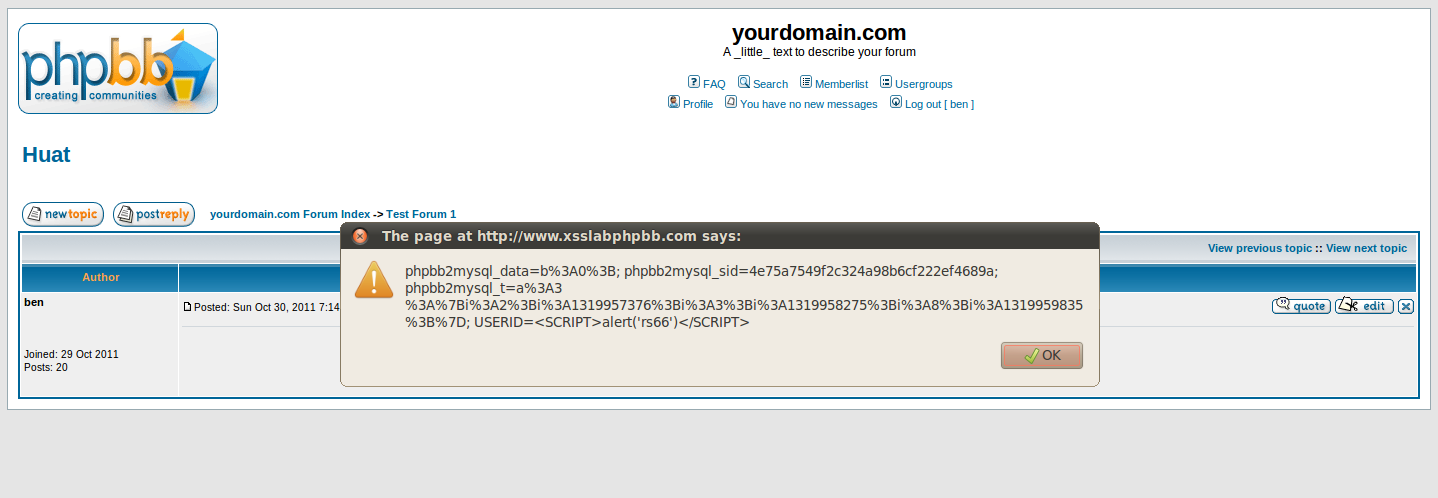 phpbb
creating communities
yourdomain.com
A _little_ text to describe your forum
FAQ Search Memberlist Usergroups
Profile You have no new messages Log out [ ben ]
Huat
newtopic postreply yourdomain.com Forum Index -> Test Forum 1
The page at http://www.xsslabphpbb.com says:
View previous topic :: View next topic
phpbb2mysql_data=b%3A0%3B; phpbb2mysql_sid=4e75a7549f2c324a98b6cf222ef4689a;
phpbb2mysql_t=a%3A3
%3A%7Bi%3A2%3Bi%3A1319957376%3Bi%3A3%3Bi%3A1319958275%3Bi%3A8%3Bi%3A1319959835
%3B%7D; USERID=<SCRIPT>alert('rs66')</SCRIPT>
OK
Author
ben
Posted: Sun Oct 30, 2011 7:14
quote edit
Joined: 29 Oct 2011
Posts: 20